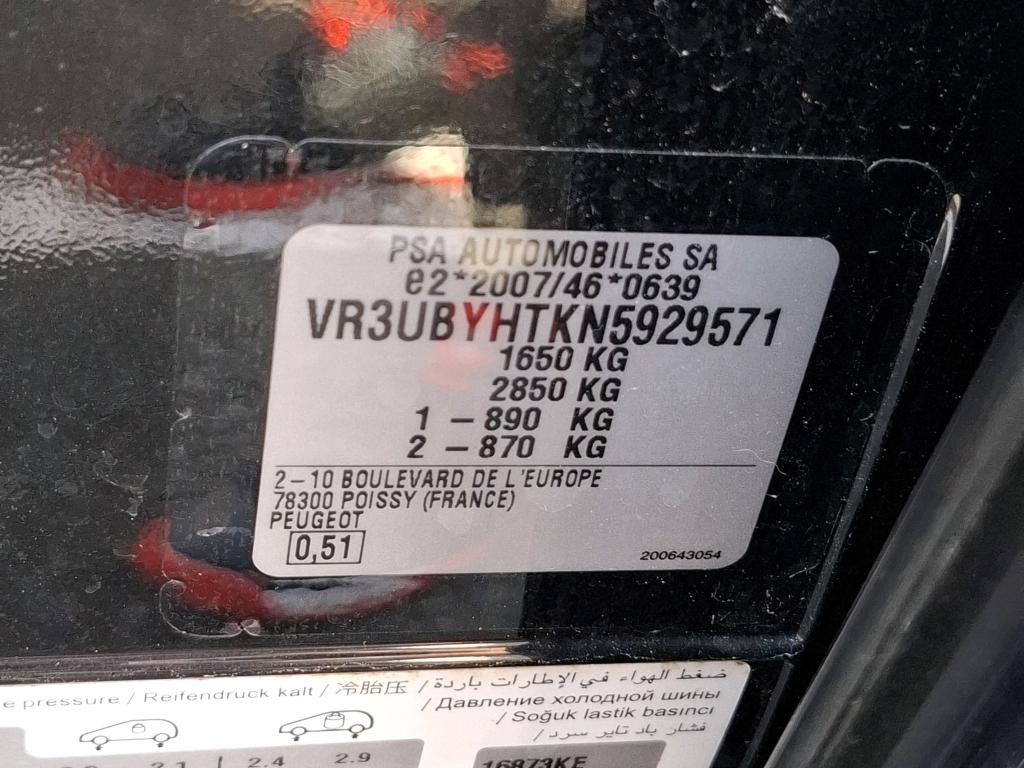 PSA AUTOMOBILES SA
e2*2007/46*0639
VR3UBYHTKN5929571
1650 KG
2850 KG
1 – 890 KG
2 – 870 KG
2–10 BOULEVARD DE L'EUROPE
78300 POISSY (FRANCE)
PEUGEOT
0,51
200643054
ضغط الهواء في الإطارات باردة /
pressure / Reifendruck kalt / 冷胎压 / Давление холодной шины
/ Soğuk lastik basıncı
/ فشار باد تایر سرد
2.1 2.4 2.9
16873KE